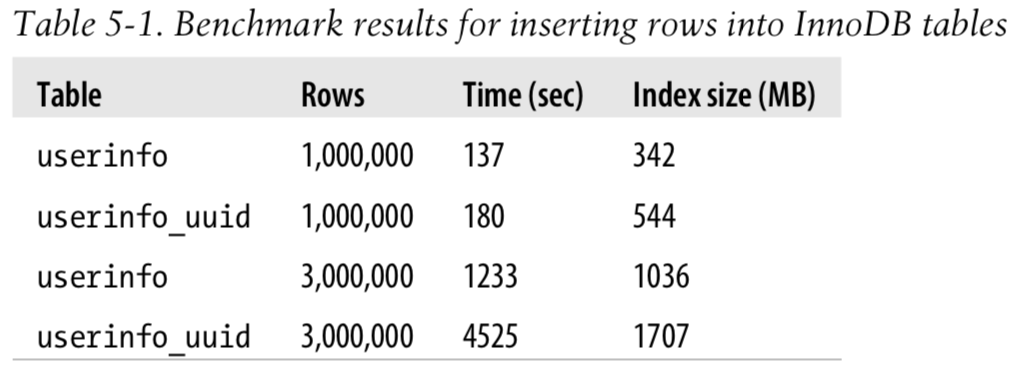 Table 5-1. Benchmark results for inserting rows into InnoDB tables
Table Rows Time (sec) Index size (MB)
userinfo 1,000,000 137 342
userinfo_uuid 1,000,000 180 544
userinfo 3,000,000 1233 1036
userinfo_uuid 3,000,000 4525 1707